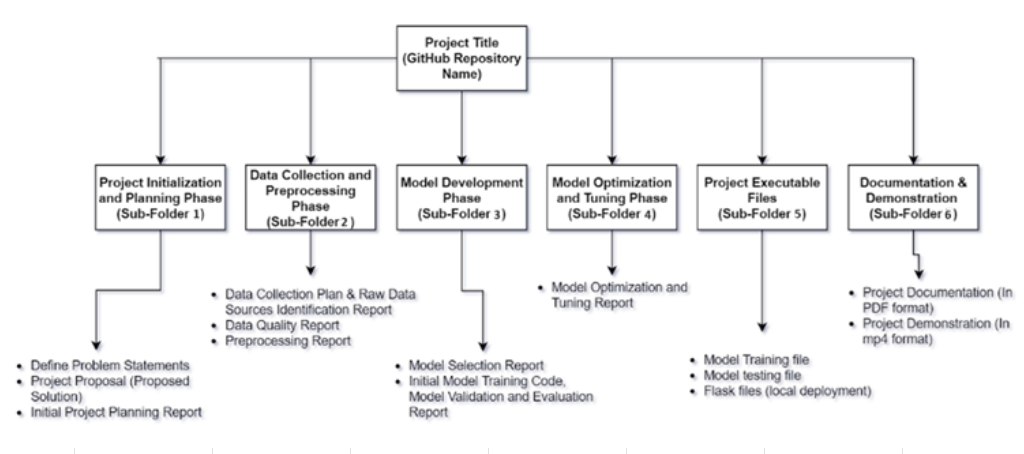 Project Title
(GitHub Repository
Name)
Project Initialization
and Planning Phase
(Sub-Folder 1)
Data Collection and
Preprocessing
Phase
(Sub-Folder 2)
Model Development
Phase
(Sub-Folder 3)
Model Optimization
and Tuning Phase
(Sub-Folder 4)
Project Executable
Files
(Sub-Folder 5)
Documentation &
Demonstration
(Sub-Folder 6)
• Define Problem Statements
• Project Proposal (Proposed
Solution)
• Initial Project Planning Report
• Data Collection Plan & Raw Data
Sources Identification Report
• Data Quality Report
• Preprocessing Report
• Model Selection Report
• Initial Model Training Code,
Model Validation and Evaluation
Report
• Model Optimization and
Tuning Report
• Model Training file
• Model testing file
• Flask files (local deployment)
• Project Documentation (In
PDF format)
• Project Demonstration (In
mp4 format)